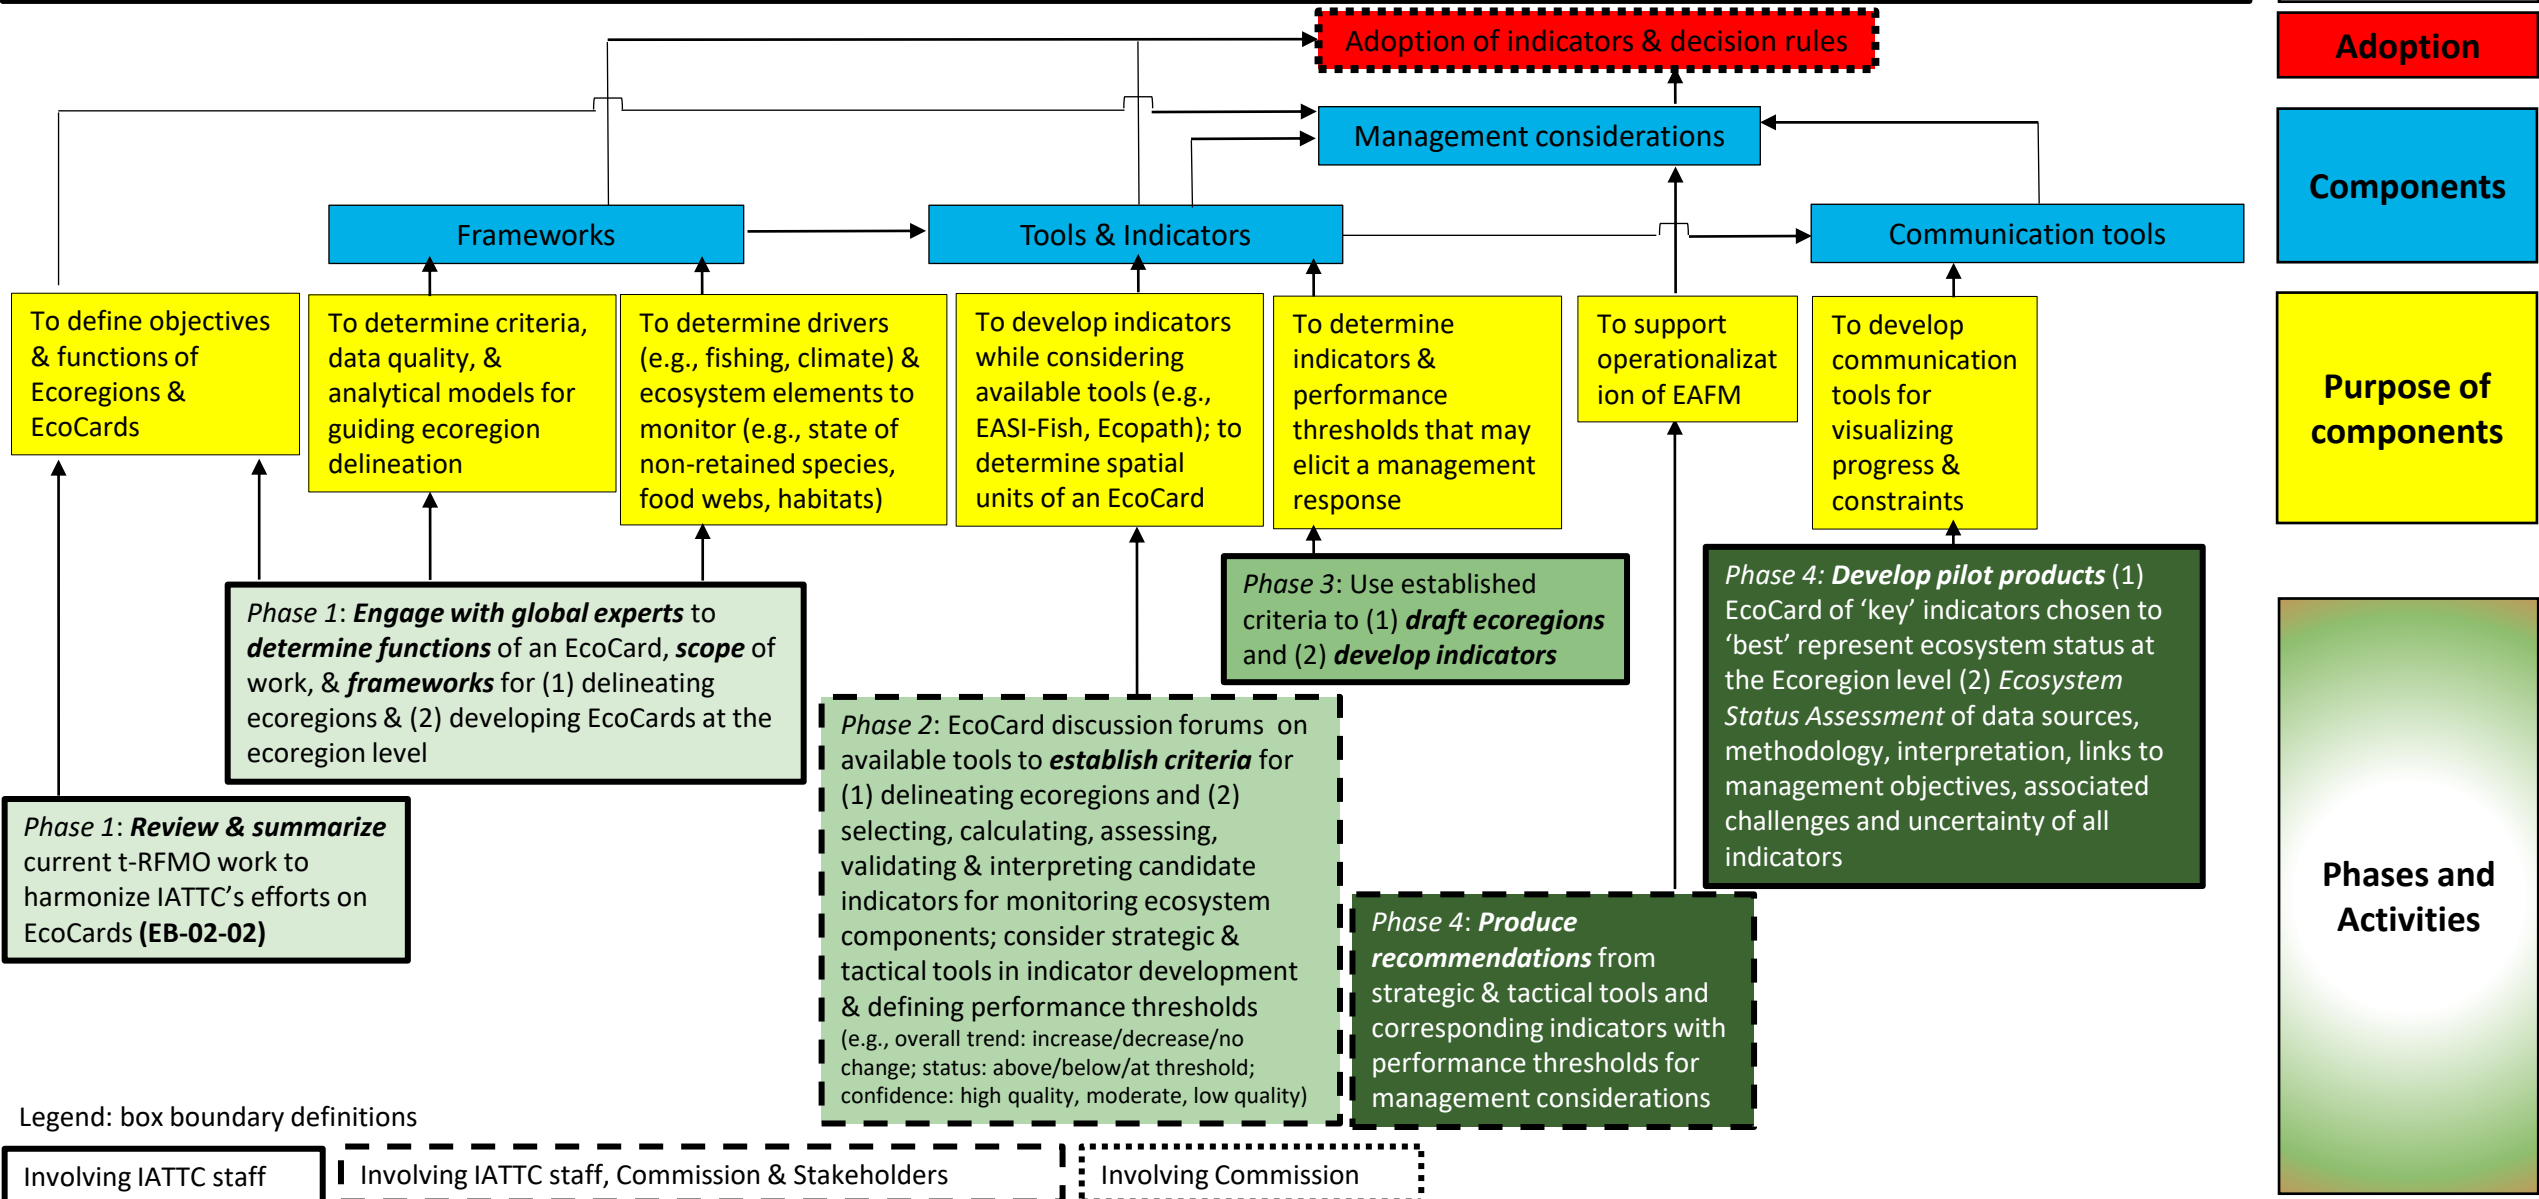 Adoption of indicators & decision rules
Adoption
Management considerations
Components
Frameworks
Tools & Indicators
Communication tools
To define objectives
& functions of
Ecoregions &
EcoCards
To determine criteria,
data quality, &
analytical models for
guiding ecoregion
delineation
To determine drivers
(e.g., fishing, climate) &
ecosystem elements to
monitor (e.g., state of
non-retained species,
food webs, habitats)
To develop indicators
while considering
available tools (e.g.,
EASI-Fish, Ecopath); to
determine spatial
units of an EcoCard
To determine
indicators &
performance
thresholds that may
elicit a management
response
To support
operationalizat
ion of EAFM
To develop
communication
tools for
visualizing
progress &
constraints
Purpose of
components
Phase 1: Engage with global experts to
determine functions of an EcoCard, scope of
work, & frameworks for (1) delineating
ecoregions & (2) developing EcoCards at the
ecoregion level
Phase 3: Use established
criteria to (1) draft ecoregions
and (2) develop indicators
Phase 4: Develop pilot products (1)
EcoCard of ‘key’ indicators chosen to
‘best’ represent ecosystem status at
the Ecoregion level (2) Ecosystem
Status Assessment of data sources,
methodology, interpretation, links to
management objectives, associated
challenges and uncertainty of all
indicators
Phase 1: Review & summarize
current t-RFMO work to
harmonize IATTC’s efforts on
EcoCards (EB-02-02)
Phase 2: EcoCard discussion forums on
available tools to establish criteria for
(1) delineating ecoregions and (2)
selecting, calculating, assessing,
validating & interpreting candidate
indicators for monitoring ecosystem
components; consider strategic &
tactical tools in indicator development
& defining performance thresholds
(e.g., overall trend: increase/decrease/no
change; status: above/below/at threshold;
confidence: high quality, moderate, low quality)
Phase 4: Produce
recommendations from
strategic & tactical tools and
corresponding indicators with
performance thresholds for
management considerations
Phases and
Activities
Legend: box boundary definitions
Involving IATTC staff
Involving IATTC staff, Commission & Stakeholders
Involving Commission